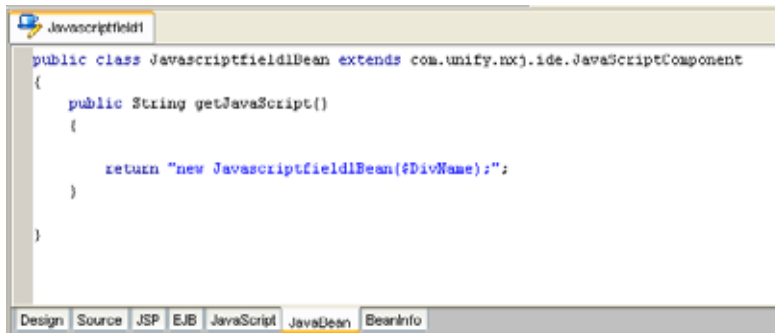 Javascriptfield1
public class Javascriptfield1Bean extends com.unify.nxj.ide.JavaScriptComponent
{
public String getJavaScript()
{
return "new Javascriptfield1Bean($DivName);";
}
}
Design Source JSP EJB JavaScript JavaBean BeanInfo